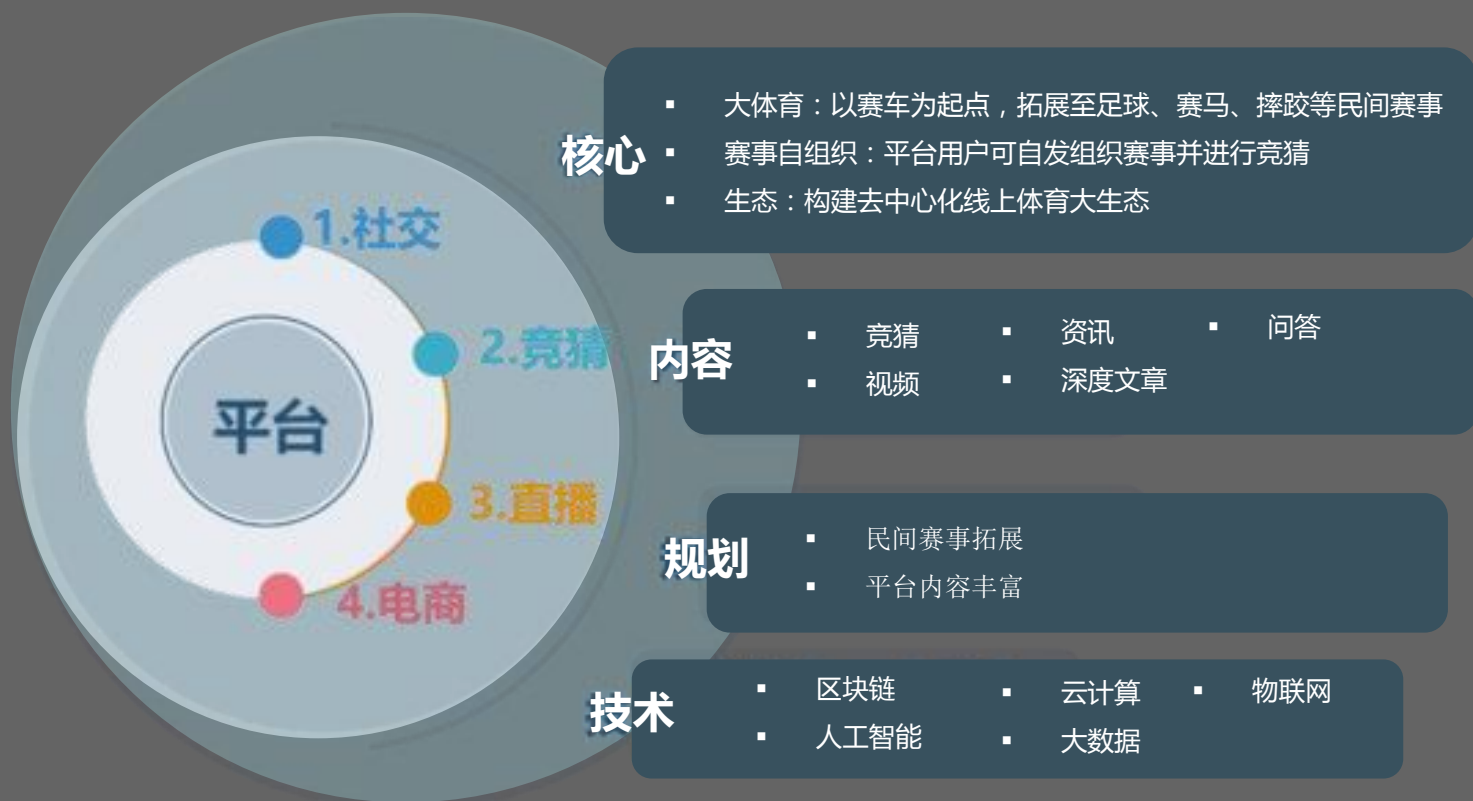 平台
1.社交
2.竞猜
3.直播
4.电商
核心
▪ 大体育：以赛车为起点，拓展至足球、赛马、摔跤等民间赛事
▪ 赛事自组织：平台用户可自发组织赛事并进行竞猜
▪ 生态：构建去中心化线上体育大生态
内容
▪ 竞猜 ▪ 资讯 ▪ 问答
▪ 视频 ▪ 深度文章
规划
▪ 民间赛事拓展
▪ 平台内容丰富
技术
▪ 区块链 ▪ 云计算 ▪ 物联网
▪ 人工智能 ▪ 大数据